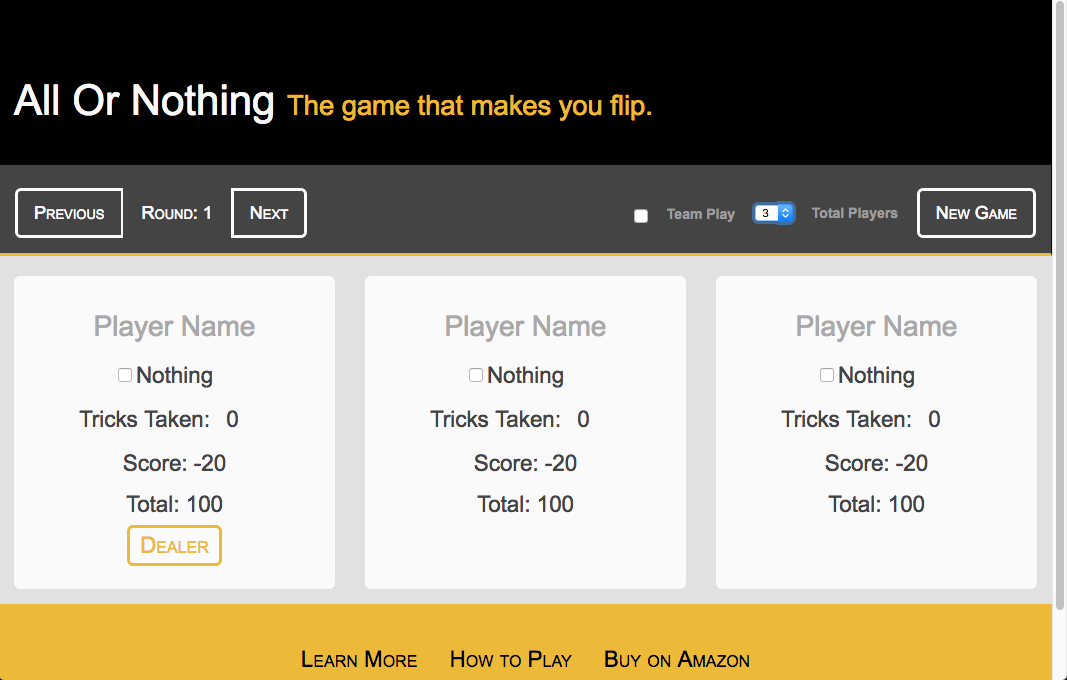 All Or Nothing The game that makes you flip.
Previous Round: 1 Next Team Play 3 Total Players New Game
Player Name Player Name Player Name
Nothing Nothing Nothing
Tricks Taken: 0 Tricks Taken: 0 Tricks Taken: 0
Score: -20 Score: -20 Score: -20
Total: 100 Total: 100 Total: 100
Dealer
Learn More How to Play Buy on Amazon